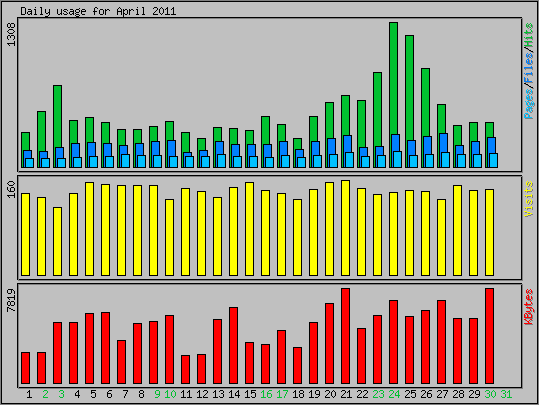 Daily usage for April 2011
1308
Pages/Files/Hits
160
Visits
7819
KBytes
1 2 3 4 5 6 7 8 9 10 11 12 13 14 15 16 17 18 19 20 21 22 23 24 25 26 27 28 29 30 31